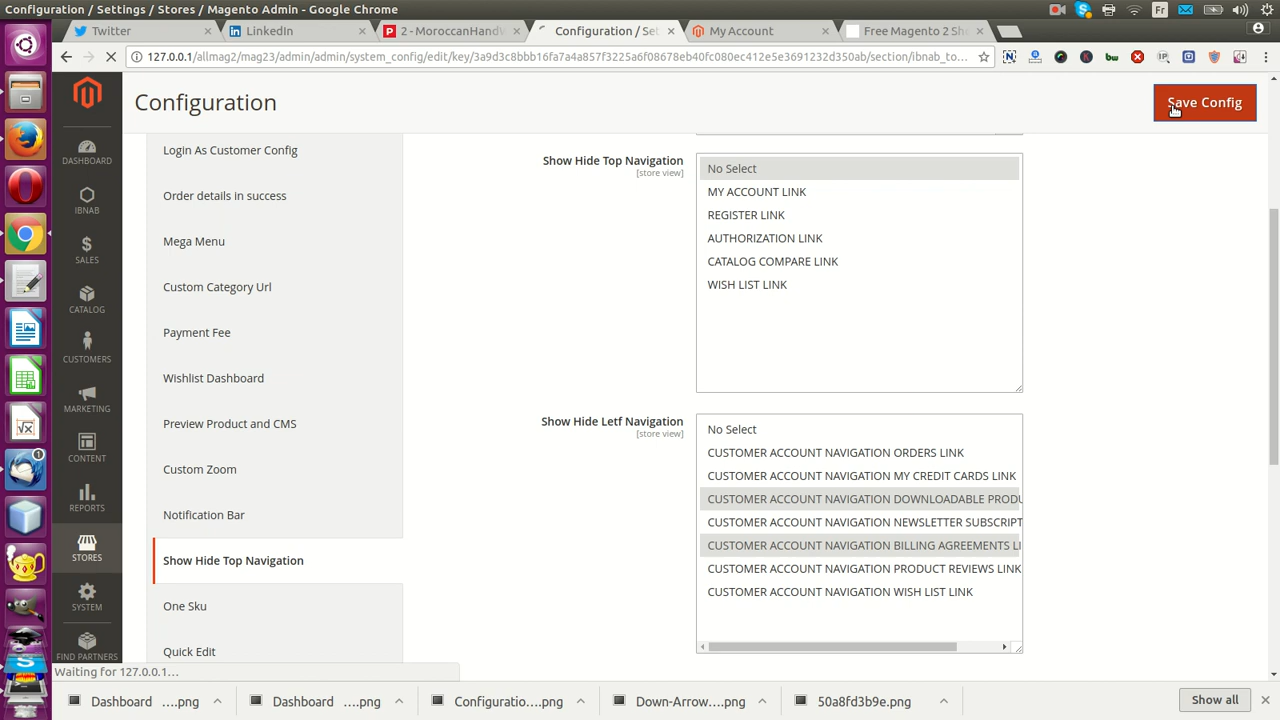 Configuration / Settings / Stores / Magento Admin - Google Chrome
Fr
Twitter
LinkedIn
2 - MoroccanHand
Configuration / Se
My Account
Free Magento 2 Sh
127.0.0.1/allmag2/mag23/admin/admin/system_config/edit/key/3a9d3c8bbb16fa7a4a857f3225a6f08678eb40fc080ec412e5e3691232d350ab/section/ibnab_to...
Configuration
Save Config
DASHBOARD
IBNAB
SALES
CATALOG
CUSTOMERS
MARKETING
CONTENT
REPORTS
STORES
SYSTEM
FIND PARTNERS
Login As Customer Config
Order details in success
Mega Menu
Custom Category Url
Payment Fee
Wishlist Dashboard
Preview Product and CMS
Custom Zoom
Notification Bar
Show Hide Top Navigation
One Sku
Quick Edit
Show Hide Top Navigation
[store view]
No Select
MY ACCOUNT LINK
REGISTER LINK
AUTHORIZATION LINK
CATALOG COMPARE LINK
WISH LIST LINK
Show Hide Letf Navigation
[store view]
No Select
CUSTOMER ACCOUNT NAVIGATION ORDERS LINK
CUSTOMER ACCOUNT NAVIGATION MY CREDIT CARDS LINK
CUSTOMER ACCOUNT NAVIGATION DOWNLOADABLE PRODU
CUSTOMER ACCOUNT NAVIGATION NEWSLETTER SUBSCRIPT
CUSTOMER ACCOUNT NAVIGATION BILLING AGREEMENTS LI
CUSTOMER ACCOUNT NAVIGATION PRODUCT REVIEWS LINK
CUSTOMER ACCOUNT NAVIGATION WISH LIST LINK
Waiting for 127.0.0.1...
Dashboard ....png
Dashboard ....png
Configuratio....png
Down-Arrow....png
50a8fd3b9e.png
Show all